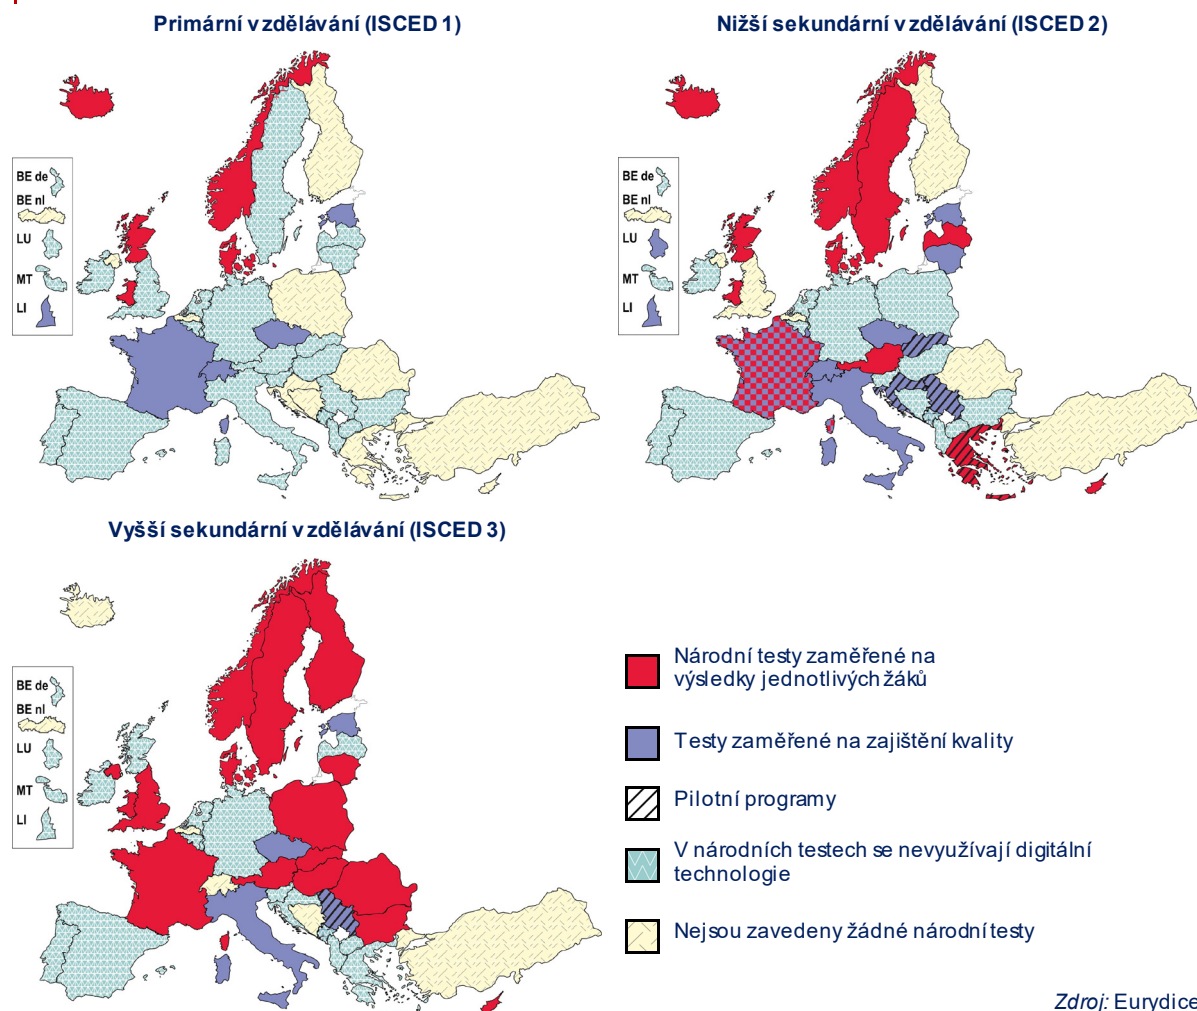 Primární vzdělávání (ISCED 1)
Nižší sekundární vzdělávání (ISCED 2)
BE de
BE nl
LU
MT
LI
BE de
BE nl
LU
MT
LI
Vyšší sekundární vzdělávání (ISCED 3)
BE de
BE nl
LU
MT
LI
Národní testy zaměřené na
výsledky jednotlivých žáků
Testy zaměřené na zajištění kvality
Pilotní programy
V národních testech se nevyužívají digitální
technologie
Nejsou zavedeny žádné národní testy
Zdroj: Eurydice